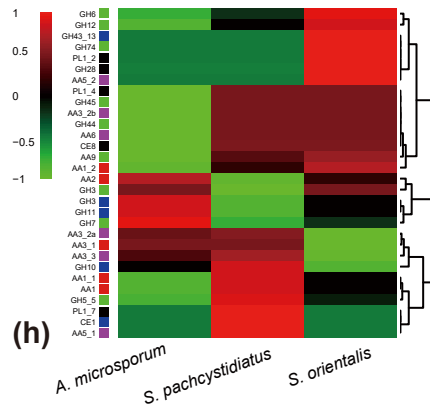 1
0.5
0
−0.5
−1
GH6
GH12
GH43_13
GH74
PL1_2
GH28
AA5_2
PL1_4
GH45
AA3_2b
GH44
AA6
CE8
AA9
AA1_2
AA2
GH3
GH3
GH11
GH7
AA3_2a
AA3_1
AA3_3
GH10
AA1_1
AA1
GH5_5
PL1_7
CE1
AA5_1
(h)
A. microsporum
S. pachcystidiatus
S. orientalis